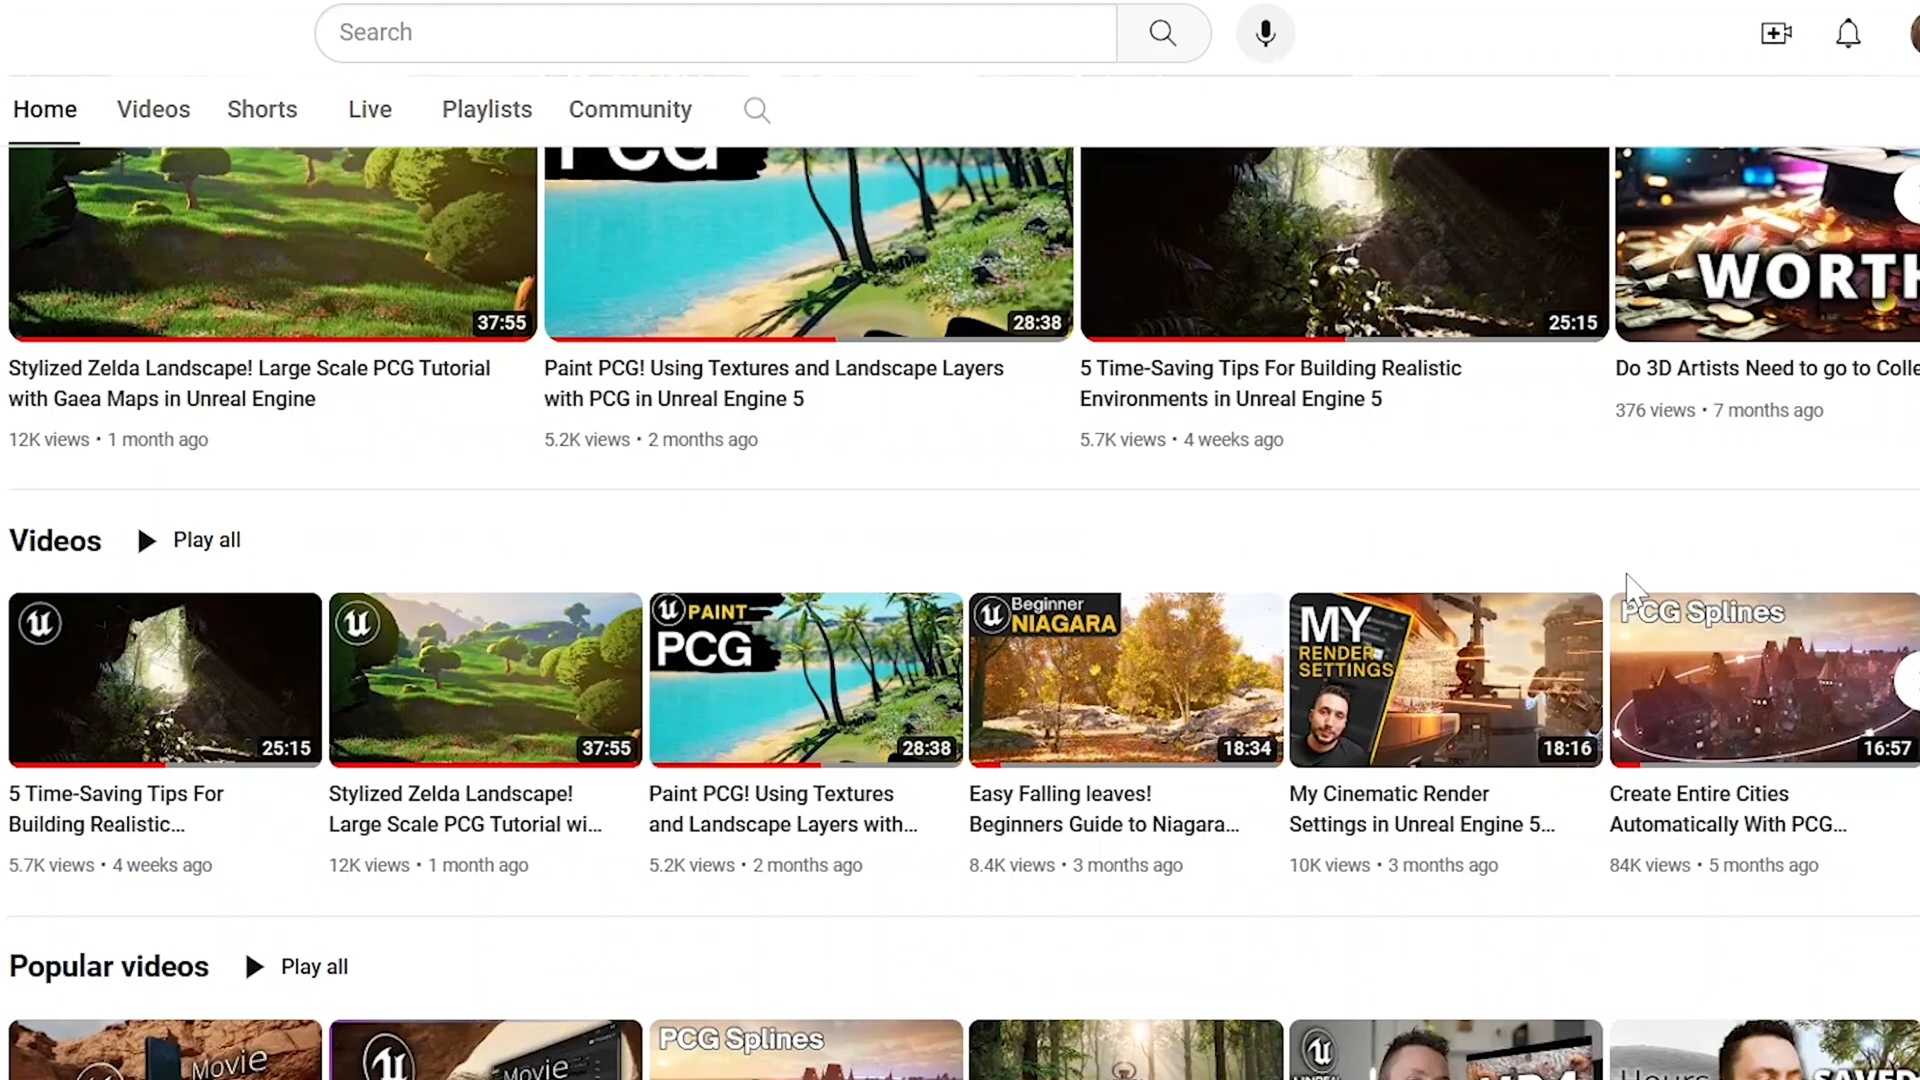 Search
Home Videos Shorts Live Playlists Community
PCG
WORTH
37:55
28:38
25:15
Stylized Zelda Landscape! Large Scale PCG Tutorial
with Gaea Maps in Unreal Engine
12K views • 1 month ago
Paint PCG! Using Textures and Landscape Layers
with PCG in Unreal Engine 5
5.2K views • 2 months ago
5 Time-Saving Tips For Building Realistic
Environments in Unreal Engine 5
5.7K views • 4 weeks ago
Do 3D Artists Need to go to Colle
376 views • 7 months ago
Videos Play all
25:15
37:55
PAINT
PCG
28:38
Beginner
NIAGARA
18:34
MY
RENDER
SETTINGS
18:16
PCG Splines
16:57
5 Time-Saving Tips For
Building Realistic...
5.7K views • 4 weeks ago
Stylized Zelda Landscape!
Large Scale PCG Tutorial wi...
12K views • 1 month ago
Paint PCG! Using Textures
and Landscape Layers with...
5.2K views • 2 months ago
Easy Falling leaves!
Beginners Guide to Niagara...
8.4K views • 3 months ago
My Cinematic Render
Settings in Unreal Engine 5...
10K views • 3 months ago
Create Entire Cities
Automatically With PCG...
84K views • 5 months ago
Popular videos Play all
Movie
Movie
PCG Splines
Hours
SAVED